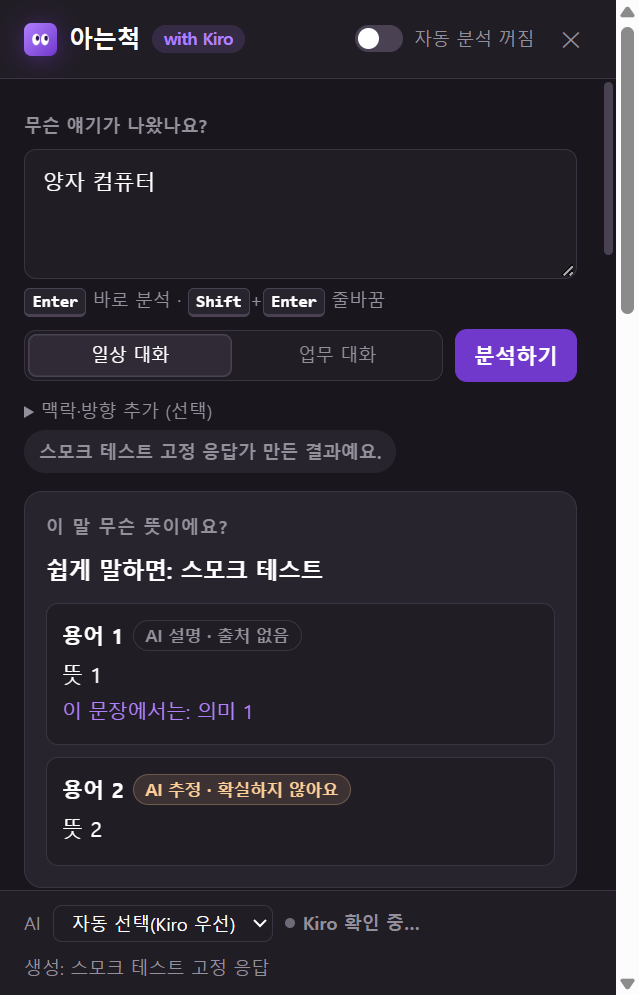 아는척 with Kiro 자동 분석 꺼짐
무슨 얘기가 나왔나요?
양자 컴퓨터
Enter 바로 분석 · Shift + Enter 줄바꿈
일상 대화 업무 대화 분석하기
▶ 맥락·방향 추가 (선택)
스모크 테스트 고정 응답가 만든 결과예요.
이 말 무슨 뜻이에요?
쉽게 말하면: 스모크 테스트
용어 1 AI 설명 · 출처 없음
뜻 1
이 문장에서는: 의미 1
용어 2 AI 추정 · 확실하지 않아요
뜻 2
AI 자동 선택(Kiro 우선) Kiro 확인 중...
생성: 스모크 테스트 고정 응답